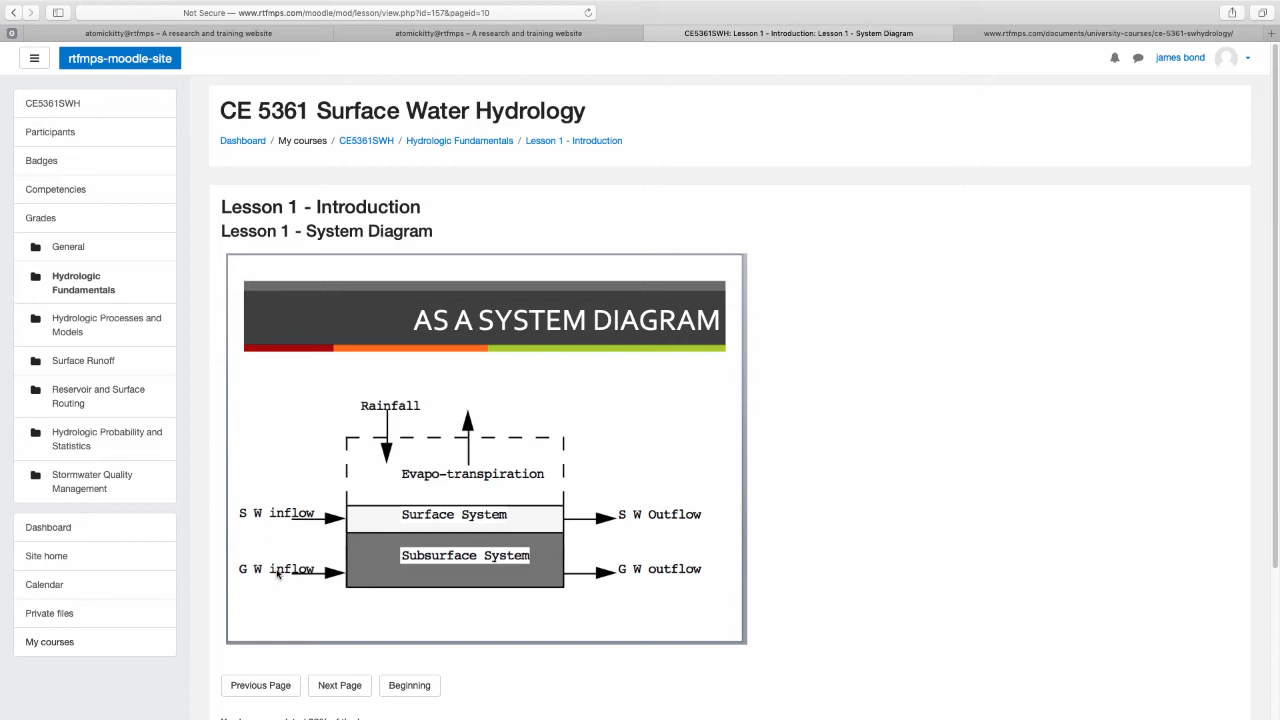 Not Secure — www.rtfmps.com/moodle/mod/lesson/view.php?id=157&pageid=10
G
atomickitty@rtfmps – A research and training website
atomickitty@rtfmps – A research and training website
CE5361SWH: Lesson 1 - Introduction: Lesson 1 - System Diagram
www.rtfmps.com/documents/university-courses/ce-5361-swhydrology/
rtfmps-moodle-site
james bond
CE5361SWH
Participants
Badges
Competencies
Grades
General
Hydrologic
Fundamentals
Hydrologic Processes and
Models
Surface Runoff
Reservoir and Surface
Routing
Hydrologic Probability and
Statistics
Stormwater Quality
Management
Dashboard
Site home
Calendar
Private files
My courses
CE 5361 Surface Water Hydrology
Dashboard / My courses / CE5361SWH / Hydrologic Fundamentals / Lesson 1 - Introduction
Lesson 1 - Introduction
Lesson 1 - System Diagram
AS A SYSTEM DIAGRAM
Rainfall
Evapo-transpiration
S W inflow
Surface System
S W Outflow
Subsurface System
G W inflow
G W outflow
Previous Page
Next Page
Beginning